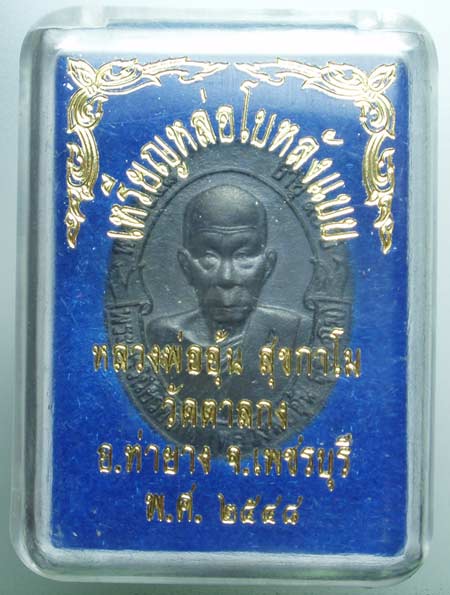 เหรียญหล่อโบหลังแบบ
หลวงพ่ออุ้น สุขกาโม
วัดตาลกง
อ.ท่ายาง จ.เพชรบุรี
พ.ศ. ๒๕๔๘